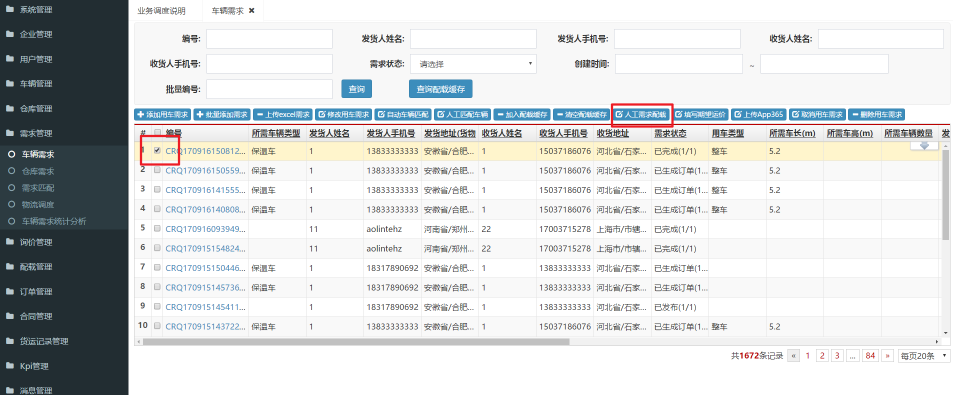 系统管理
企业管理
用户管理
车辆管理
仓库管理
需求管理
车辆需求
仓库需求
需求匹配
物流调度
车辆需求统计分析
询价管理
配载管理
订单管理
合同管理
货运记录管理
Kpi管理
消息管理
业务调度说明 车辆需求 ✖
编号: 发货人姓名: 发货人手机号: 收货人姓名:
收货人手机号: 需求状态: 请选择 创建时间: ~
批量编号: 查询 查询配载缓存
添加用车需求 批量添加需求 上传excel需求 修改用车需求 自动车辆匹配 人工匹配车辆 加入配载缓存 清空配载缓存 人工需求配载 填写期望运价 上传App365 取消用车需求 删除用车需求
# 编号 所需车辆类型 发货人姓名 发货人手机号 发货地址(货物 收货人姓名 收货人手机号 收货地址 需求状态 用车类型 所需车长(m) 所需车高(m) 所需车辆数量 发
1 CRQ170916150812... 保温车 1 13833333333 安徽省/合肥... 1 15037186076 河北省/石家... 已完成(1/1) 整车 5.2
2 CRQ170916150559... 保温车 1 13833333333 安徽省/合肥... 1 15037186076 河北省/石家... 已生成订单(1... 整车 5.2
3 CRQ170916141555... 保温车 1 13833333333 安徽省/合肥... 1 15037186076 河北省/石家... 已生成订单(1... 整车 5.2
4 CRQ170916140808... 保温车 1 13833333333 安徽省/合肥... 1 15037186076 河北省/石家... 已生成订单(1... 整车 5.2
5 CRQ170916093949... 11 aolintehz 河南省/郑州... 22 17003715278 上海市/市辖... 已完成(1/1)
6 CRQ170915154824... 11 aolintehz 河南省/郑州... 22 17003715278 上海市/市辖... 已完成(1/1)
7 CRQ170915150446... 保温车 1 18317890692 安徽省/合肥... 1 13833333333 河北省/石家... 已生成订单(1...
8 CRQ170915145736... 保温车 1 18317890692 安徽省/合肥... 1 13833333333 河北省/石家... 已生成订单(1...
9 CRQ170915145411... 1 18317890692 安徽省/合肥... 1 13833333333 河北省/石家... 已发布(1/1)
10 CRQ170915143722... 保温车 1 13833333333 安徽省/合肥... 1 15037186076 河北省/石家... 已生成订单(1... 整车 5.2
共1672条记录 « 1 2 3 ... 84 » 每页20条